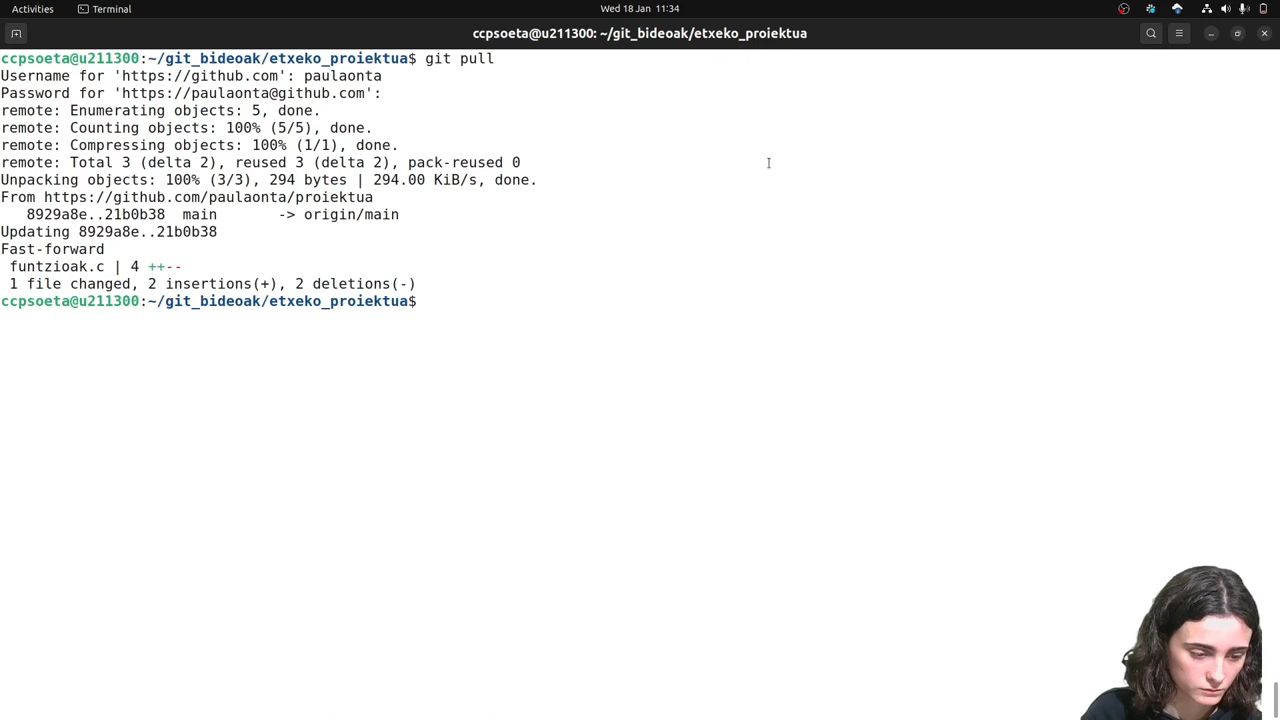 Activities
Terminal
Wed 18 Jan 11:34
ccpsoeta@u211300: ~/git_bideoak/etxeko_proiektua
ccpsoeta@u211300:~/git_bideoak/etxeko_proiektua$ git pull
Username for 'https://github.com': paulaonta
Password for 'https://paulaonta@github.com':
remote: Enumerating objects: 5, done.
remote: Counting objects: 100% (5/5), done.
remote: Compressing objects: 100% (1/1), done.
remote: Total 3 (delta 2), reused 3 (delta 2), pack-reused 0
Unpacking objects: 100% (3/3), 294 bytes | 294.00 KiB/s, done.
From https://github.com/paulaonta/proiektua
   8929a8e..21b0b38  main       -> origin/main
Updating 8929a8e..21b0b38
Fast-forward
 funtzioak.c | 4 ++--
 1 file changed, 2 insertions(+), 2 deletions(-)
ccpsoeta@u211300:~/git_bideoak/etxeko_proiektua$